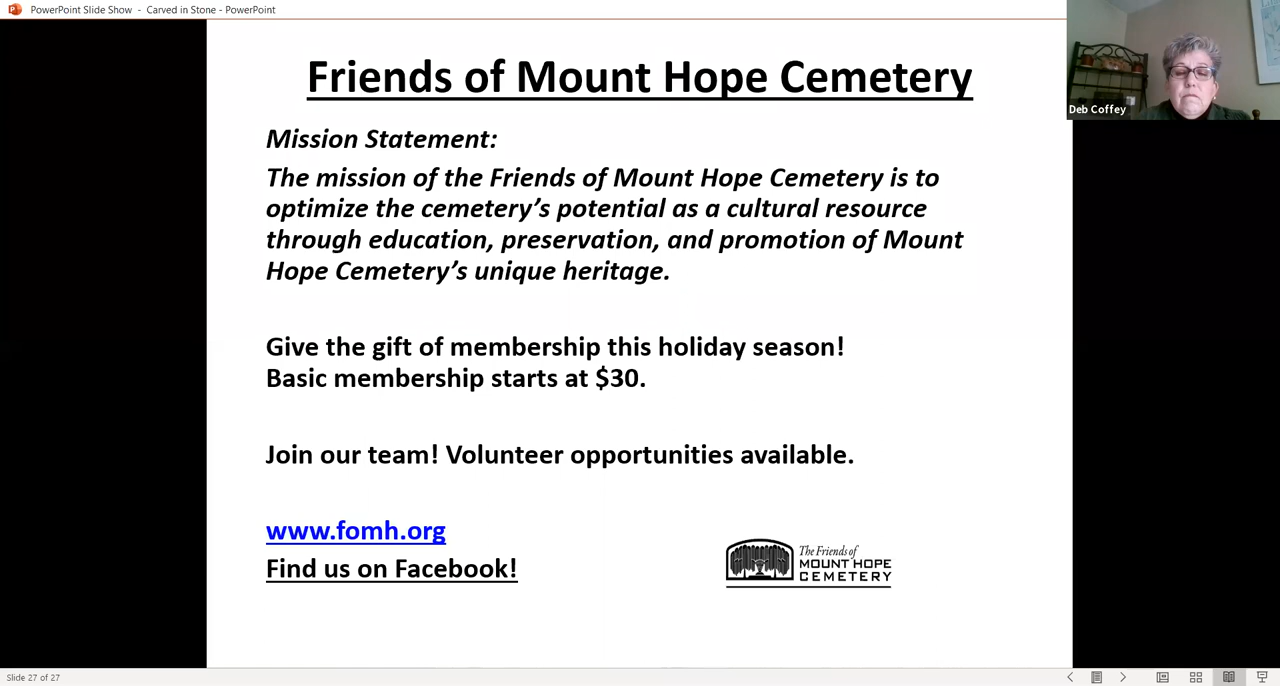 PowerPoint Slide Show - Carved in Stone - PowerPoint
Deb Coffey
Friends of Mount Hope Cemetery
Mission Statement:
The mission of the Friends of Mount Hope Cemetery is to
optimize the cemetery's potential as a cultural resource
through education, preservation, and promotion of Mount
Hope Cemetery's unique heritage.
Give the gift of membership this holiday season!
Basic membership starts at $30.
Join our team! Volunteer opportunities available.
www.fomh.org
Find us on Facebook!
The Friends of
MOUNT HOPE
CEMETERY
Slide 27 of 27